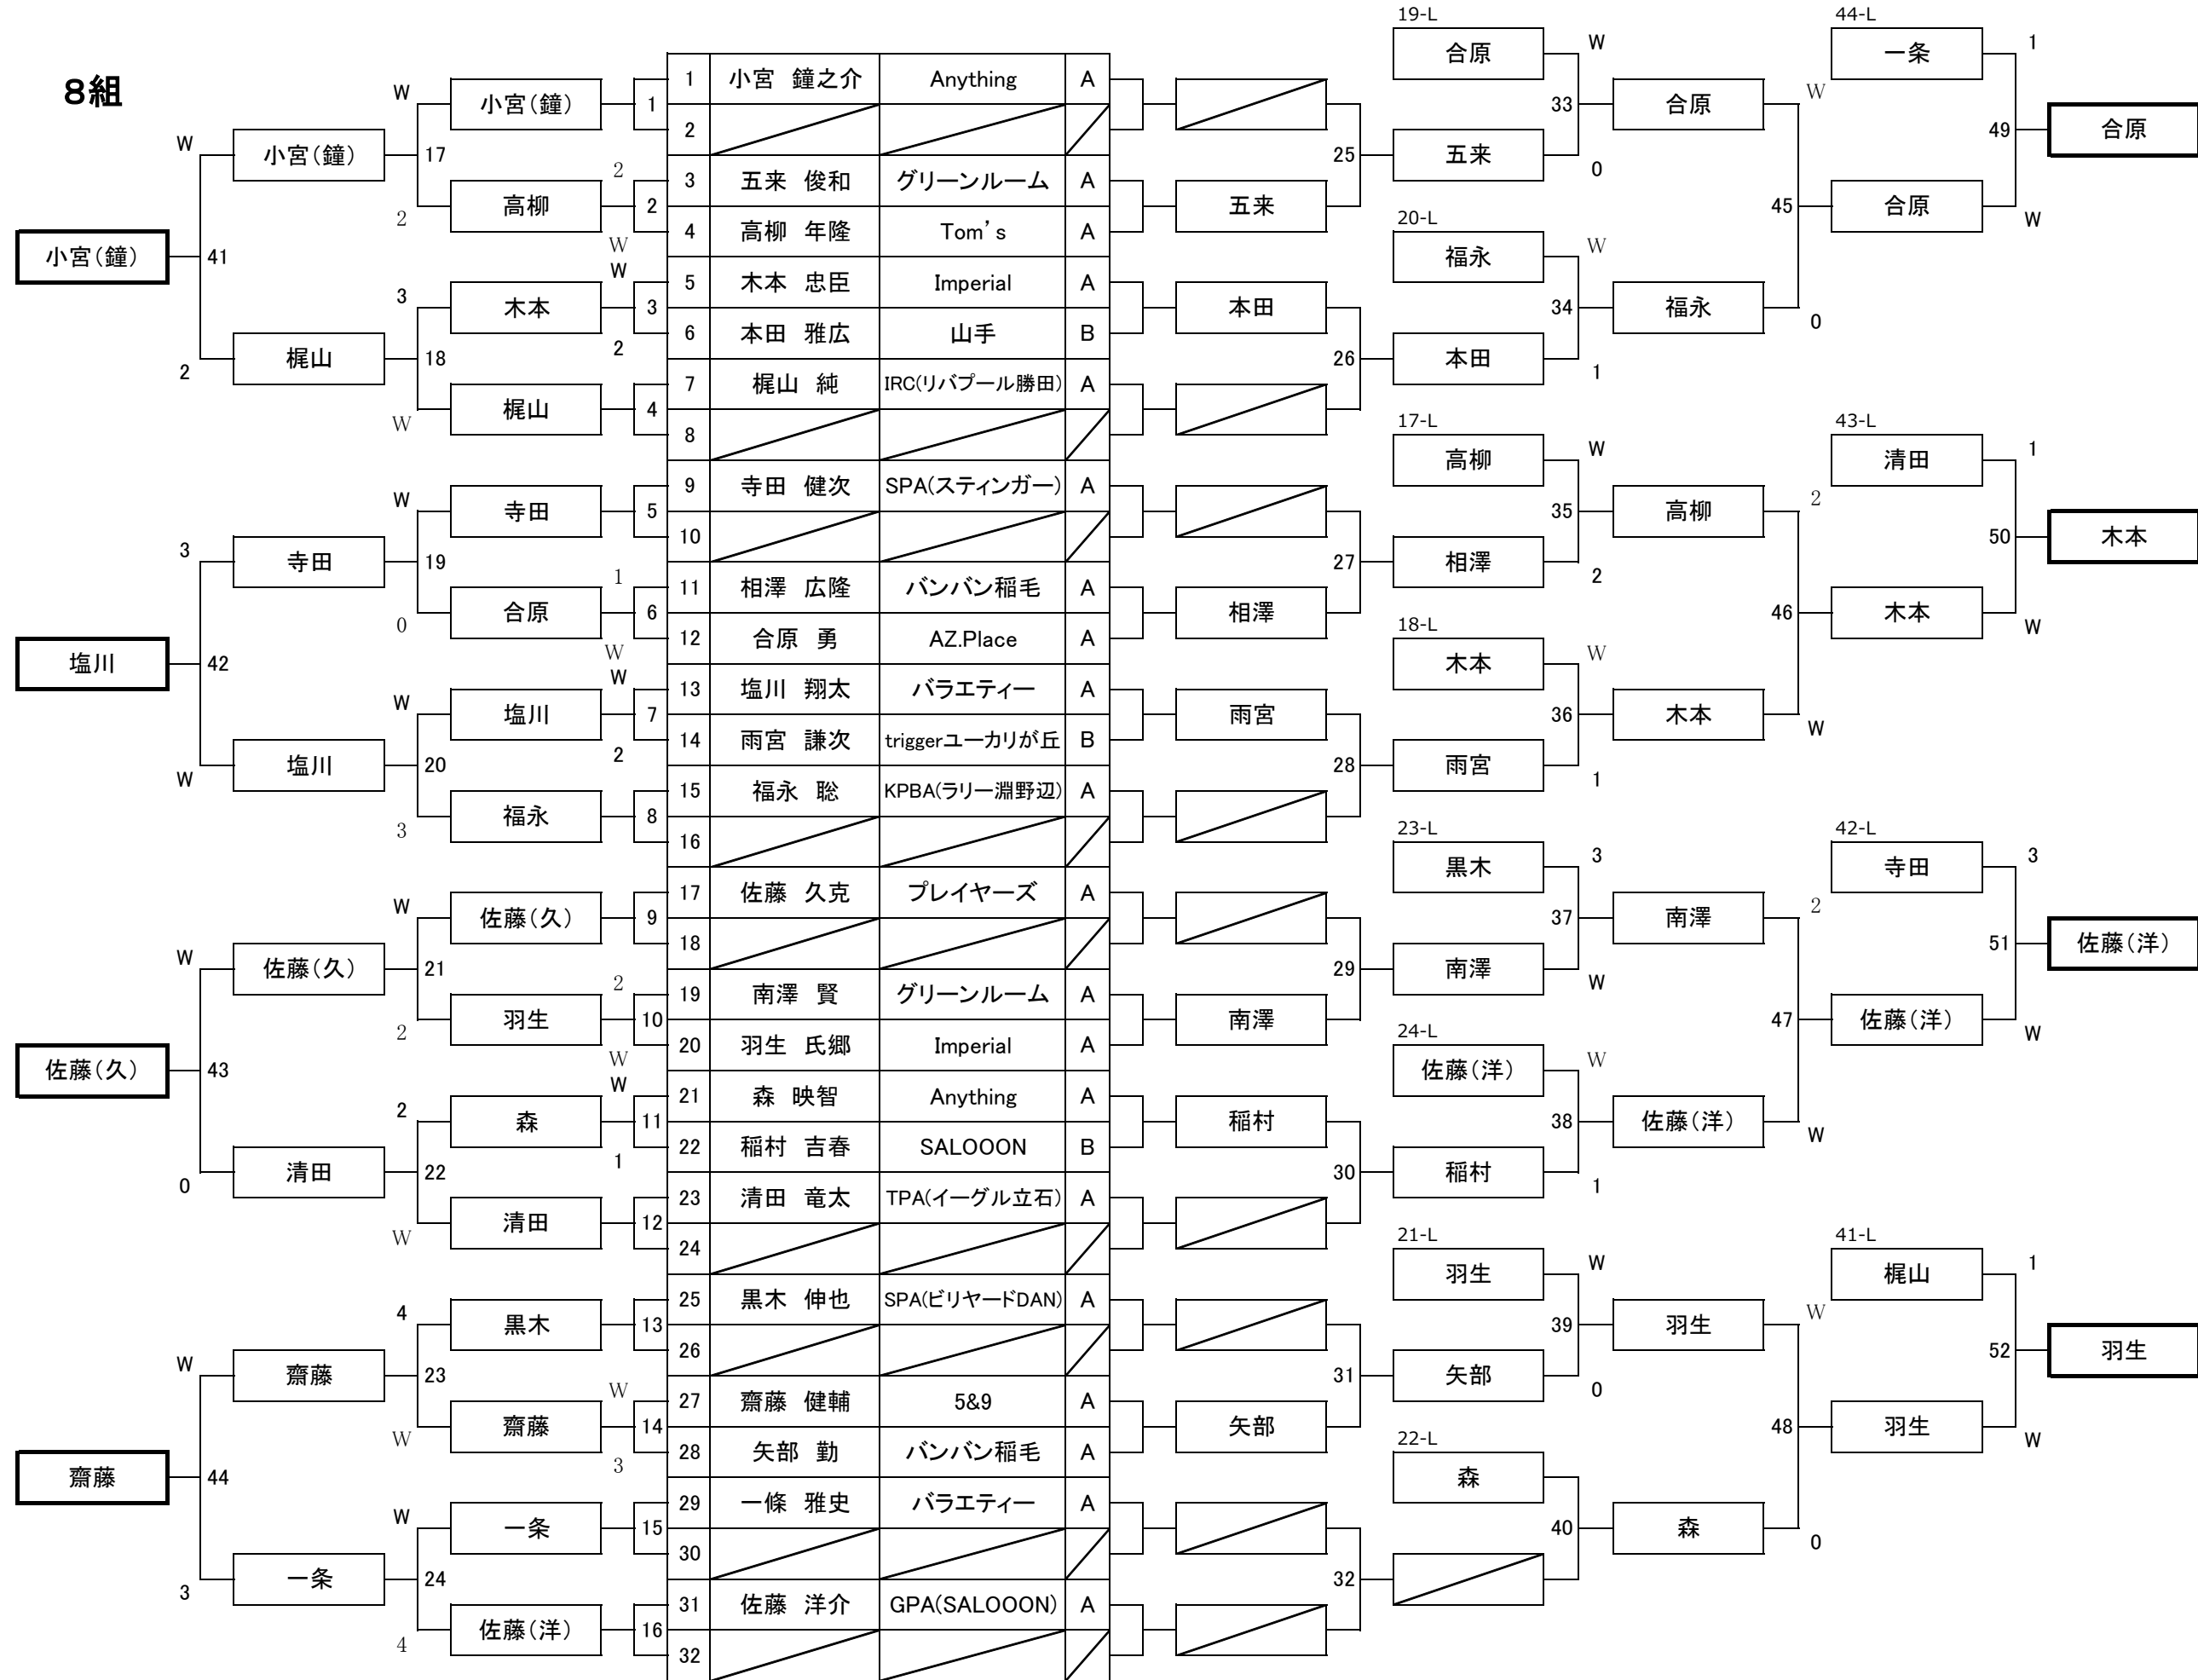 8組
小宮(鐘)
塩川
佐藤(久)
齋藤
W 41 2
3 42 W
W 43 0
W 44 3
小宮(鐘)
梶山
寺田
塩川
佐藤(久)
清田
齋藤
一条
W 17 2
3 18 W
W 19 0
W 20 3
W 21 2
2 22 W
4 23 W
W 24 4
小宮(鐘) 1
高柳 2 2 W
木本 W 3 2
梶山 4
寺田 5
合原 1 6 W
塩川 W 7 2
福永 8
佐藤(久) 9
羽生 2 10 W
森 W 11 1
清田 12
黒木 13
齋藤 W 14 3
一条 15
佐藤(洋) 16
1 小宮 鐘之介 Anything A
2
3 五来 俊和 グリーンルーム A
4 高柳 年隆 Tom's A
5 木本 忠臣 Imperial A
6 本田 雅広 山手 B
7 梶山 純 IRC(リバプール勝田) A
8
9 寺田 健次 SPA(スティンガー) A
10
11 相澤 広隆 バンバン稲毛 A
12 合原 勇 AZ.Place A
13 塩川 翔太 バラエティー A
14 雨宮 謙次 triggerユーカリが丘 B
15 福永 聡 KPBA(ラリー淵野辺) A
16
17 佐藤 久克 プレイヤーズ A
18
19 南澤 賢 グリーンルーム A
20 羽生 氏郷 Imperial A
21 森 映智 Anything A
22 稲村 吉春 SALOOON B
23 清田 竜太 TPA(イーグル立石) A
24
25 黒木 伸也 SPA(ビリヤードDAN) A
26
27 齋藤 健輔 5&9 A
28 矢部 勤 バンバン稲毛 A
29 一條 雅史 バラエティー A
30
31 佐藤 洋介 GPA(SALOOON) A
32
五来
本田
相澤
雨宮
南澤
稲村
矢部
25
26
27
28
29
30
31
32
19-L
合原 W
33
五来 0
20-L
福永 W
34
本田 1
17-L
高柳 W
35
相澤 2
18-L
木本 W
36
雨宮 1
23-L
黒木 3
37
南澤 W
24-L
佐藤(洋) W
38
稲村 1
21-L
羽生 W
39
矢部 0
22-L
森
40
合原 W
45
福永 0
高柳 2
46
木本 W
南澤 2
47
佐藤(洋) W
羽生 W
48
森 0
44-L
一条 1
49
合原 W
43-L
清田 1
50
木本 W
42-L
寺田 3
51
佐藤(洋) W
41-L
梶山 1
52
羽生 W
合原
木本
佐藤(洋)
羽生